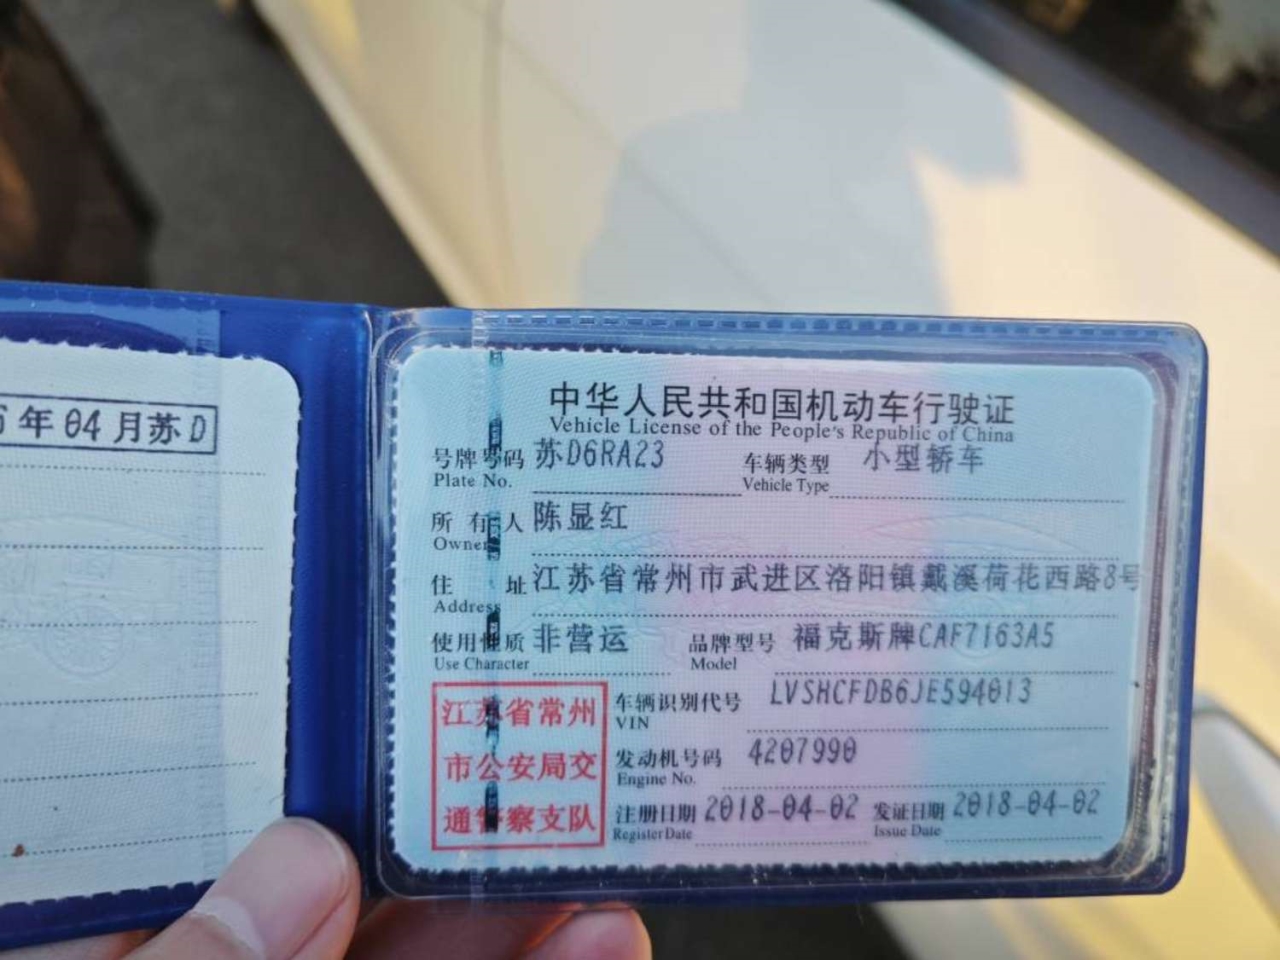 年04月苏D
中华人民共和国机动车行驶证
Vehicle License of the People's Republic of China
号牌号码 苏D6RA23 车辆类型 小型轿车
Plate No. Vehicle Type
所有人 陈显红
Owner
住址 江苏省常州市武进区洛阳镇戴溪荷花西路8号
Address
使用性质 非营运 品牌型号 福克斯牌CAF7163A5
Use Character Model
江苏省常州
市公安局交
通警察支队
车辆识别代号 LVSHCFDB6JE594013
VIN
发动机号码 4207990
Engine No.
注册日期 2018-04-02 发证日期 2018-04-02
Register Date Issue Date